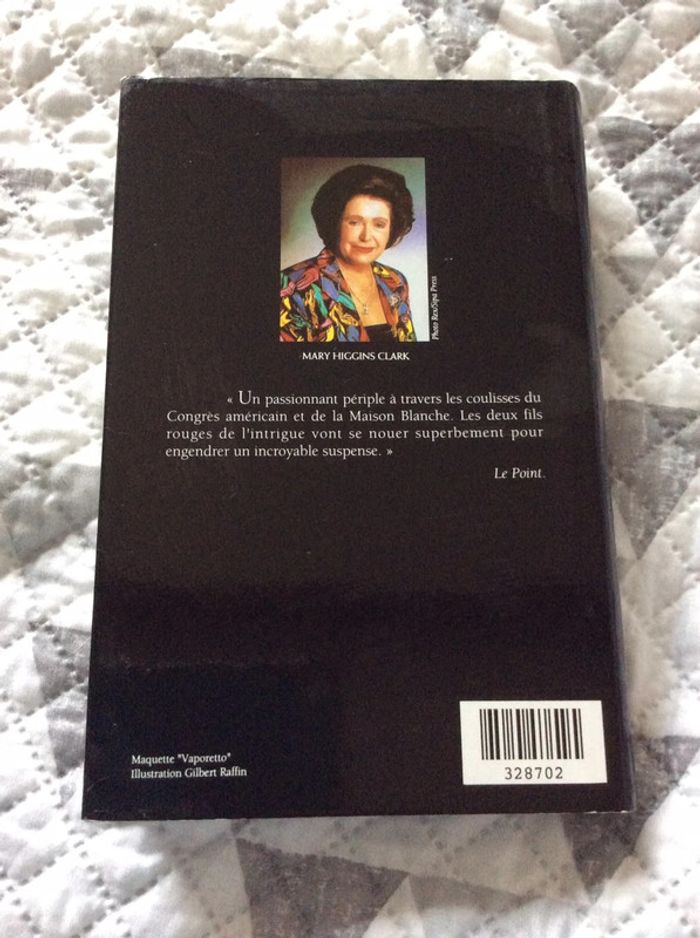 Photo Rex/Sipa Press
MARY HIGGINS CLARK
« Un passionnant périple à travers les coulisses du
Congrès américain et de la Maison Blanche. Les deux fils
rouges de l'intrigue vont se nouer superbement pour
engendrer un incroyable suspense. »
Le Point.
Maquette "Vaporetto"
Illustration Gilbert Raffin
328702